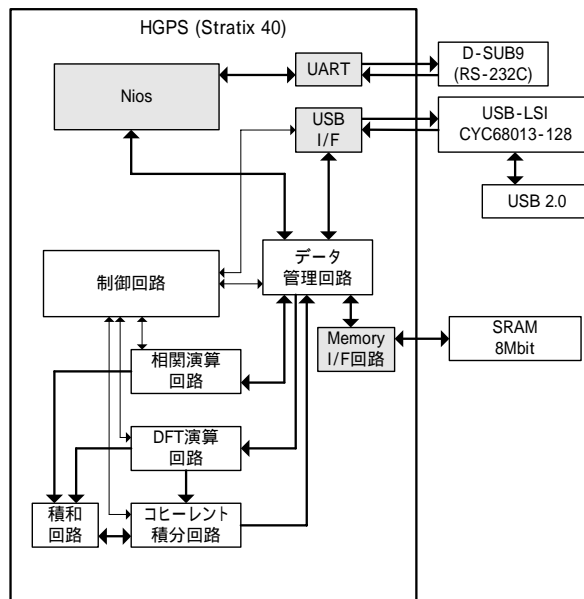 HGPS (Stratix 40)
Nios
UART
D-SUB9
(RS-232C)
USB
I/F
USB-LSI
CYC68013-128
USB 2.0
データ
管理回路
制御回路
Memory
I/F回路
SRAM
8Mbit
相関演算
回路
DFT演算
回路
積和
回路
コヒーレント
積分回路